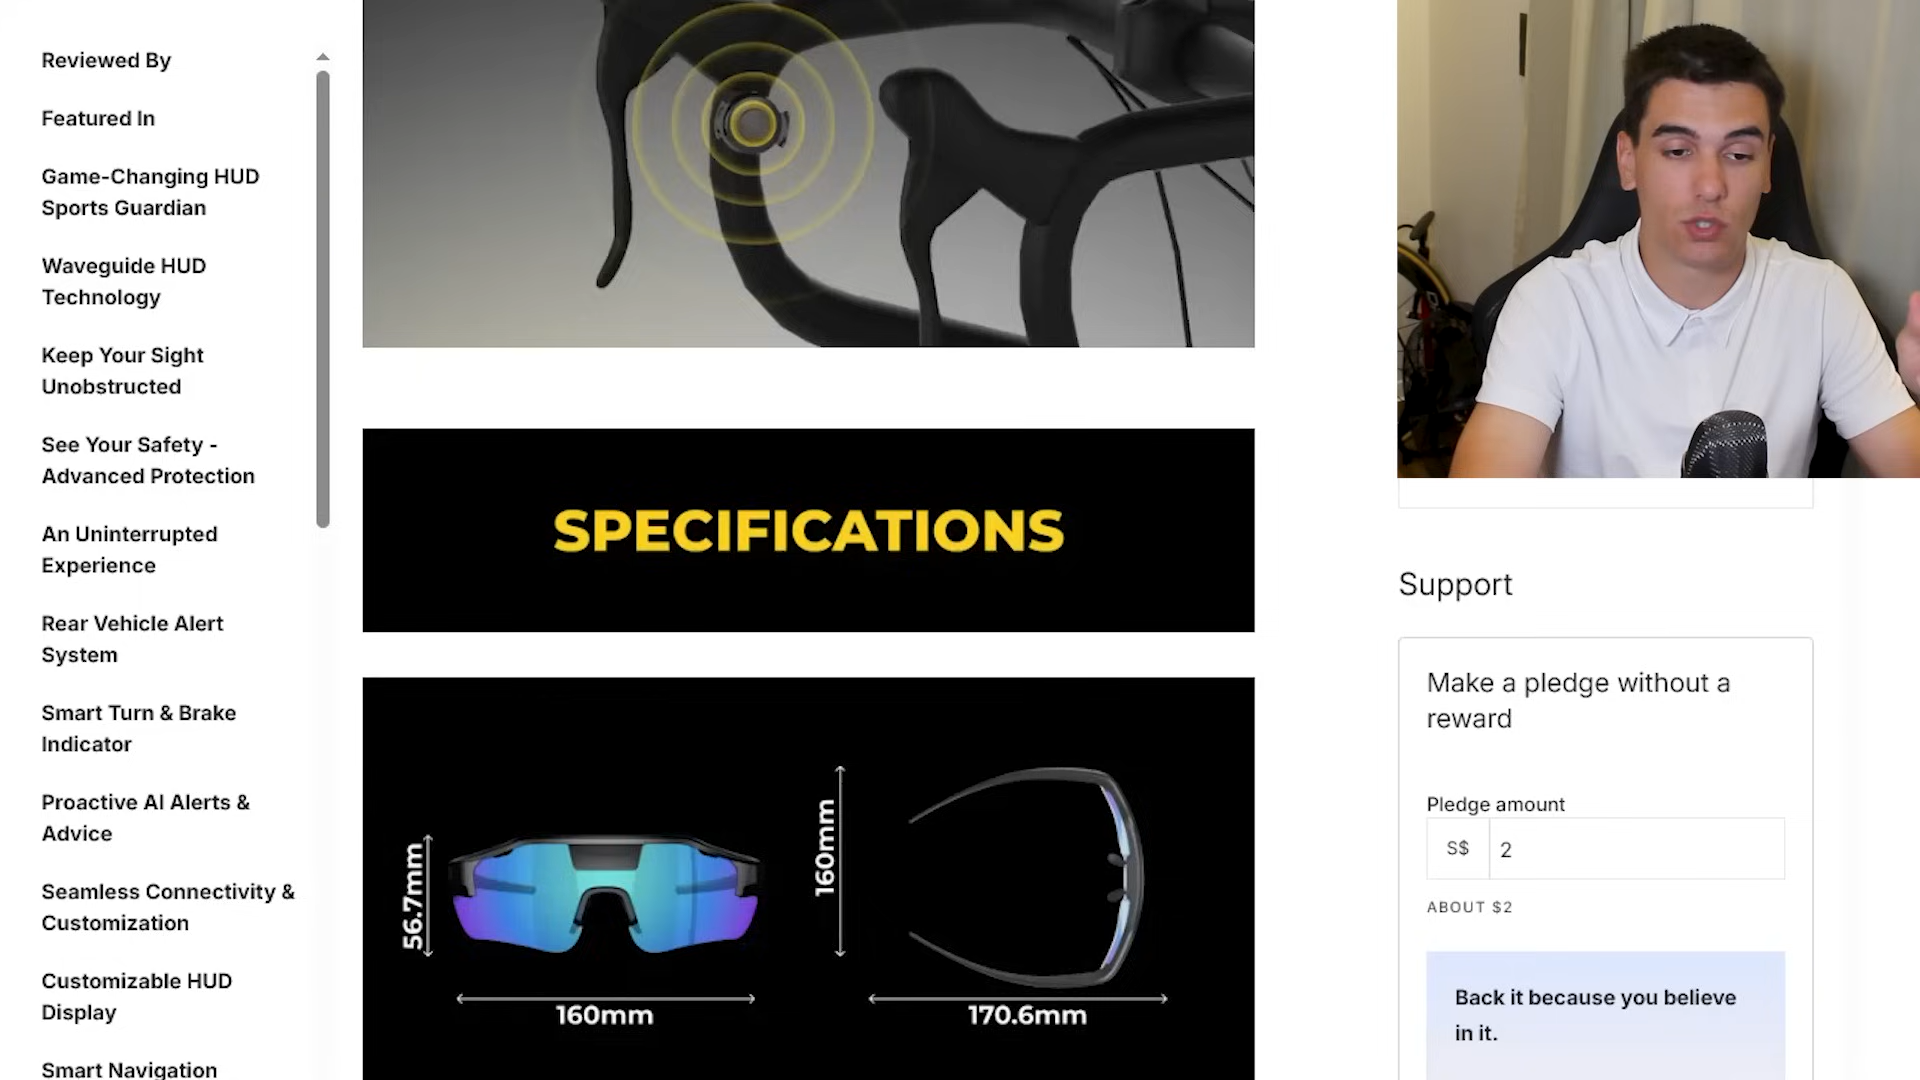 Reviewed By
Featured In
Game-Changing HUD
Sports Guardian
Waveguide HUD
Technology
Keep Your Sight
Unobstructed
See Your Safety -
Advanced Protection
An Uninterrupted
Experience
Rear Vehicle Alert
System
Smart Turn & Brake
Indicator
Proactive AI Alerts &
Advice
Seamless Connectivity &
Customization
Customizable HUD
Display
Smart Navigation
SPECIFICATIONS
56.7mm
160mm
160mm
170.6mm
Support
Make a pledge without a
reward
Pledge amount
S$ 2
ABOUT $2
Back it because you believe
in it.